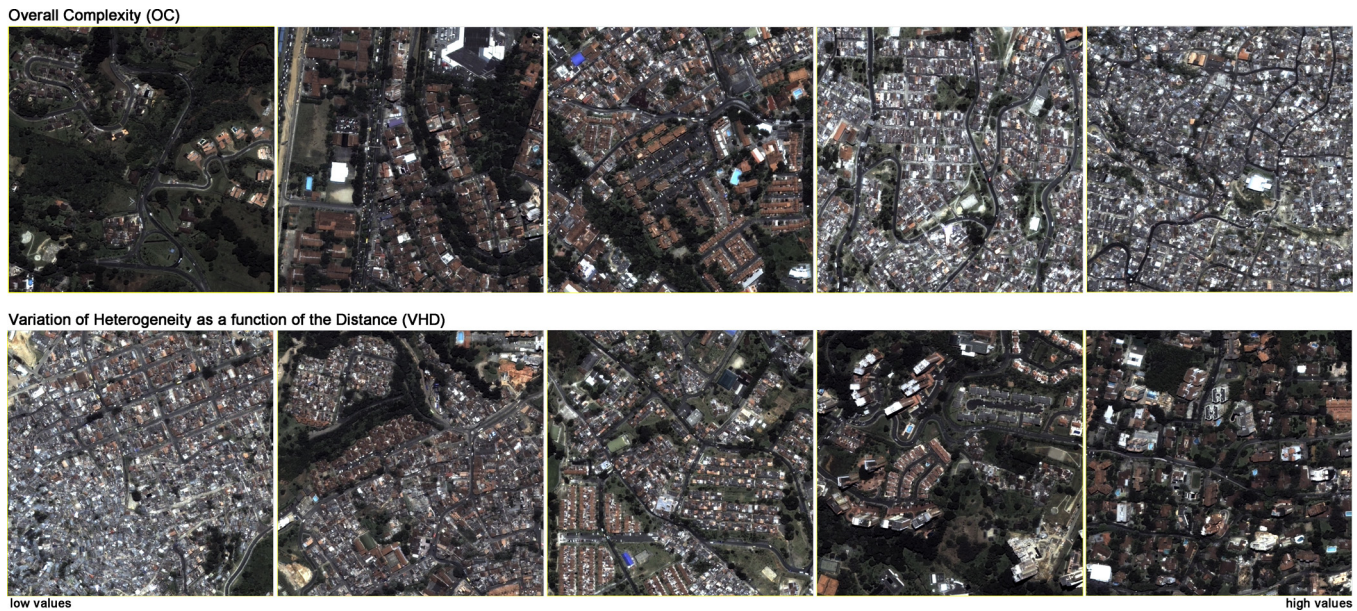 Overall Complexity (OC)
Variation of Heterogeneity as a function of the Distance (VHD)
low values
high values